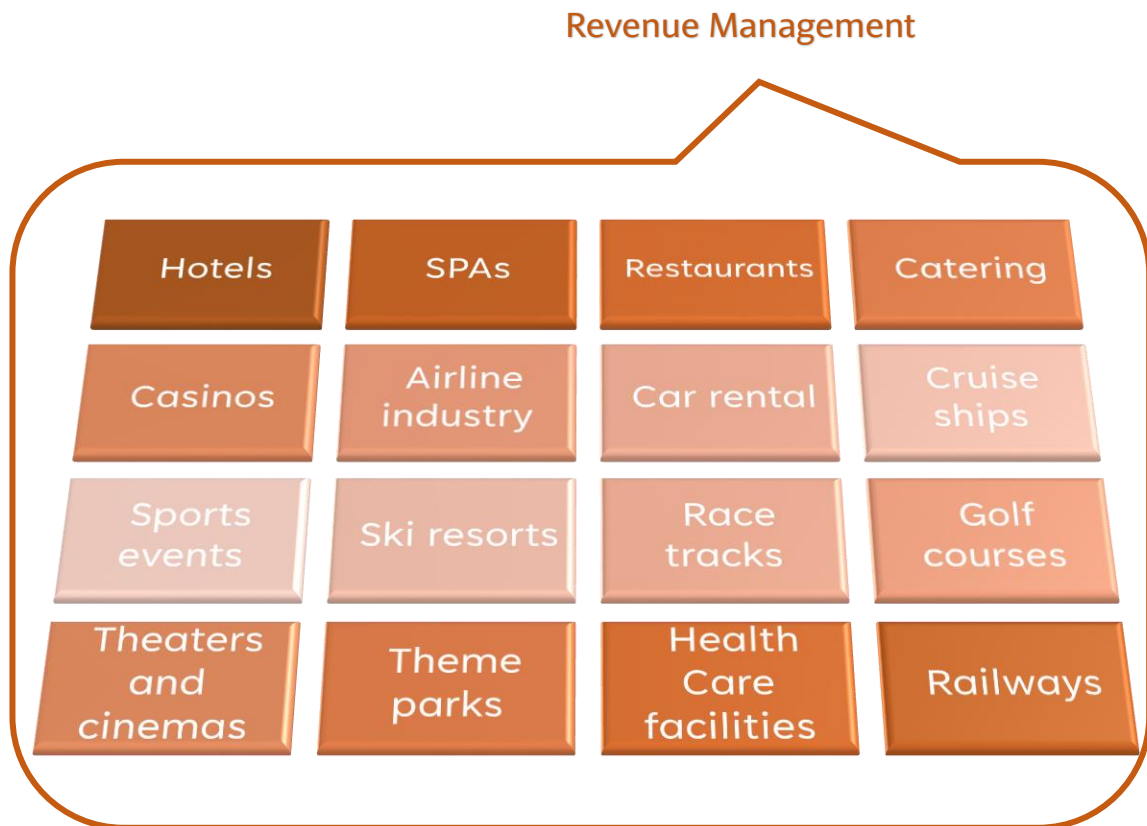 Revenue Management
Hotels
SPAs
Restaurants
Catering
Casinos
Airline
industry
Car rental
Cruise
ships
Sports
events
Ski resorts
Race
tracks
Golf
courses
Theaters
and
cinemas
Theme
parks
Health
Care
facilities
Railways